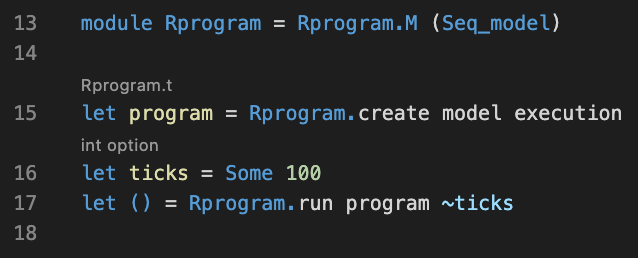 13 module Rprogram = Rprogram.M (Seq_model)
14
Rprogram.t
15 let program = Rprogram.create model execution
int option
16 let ticks = Some 100
17 let () = Rprogram.run program ~ticks
18